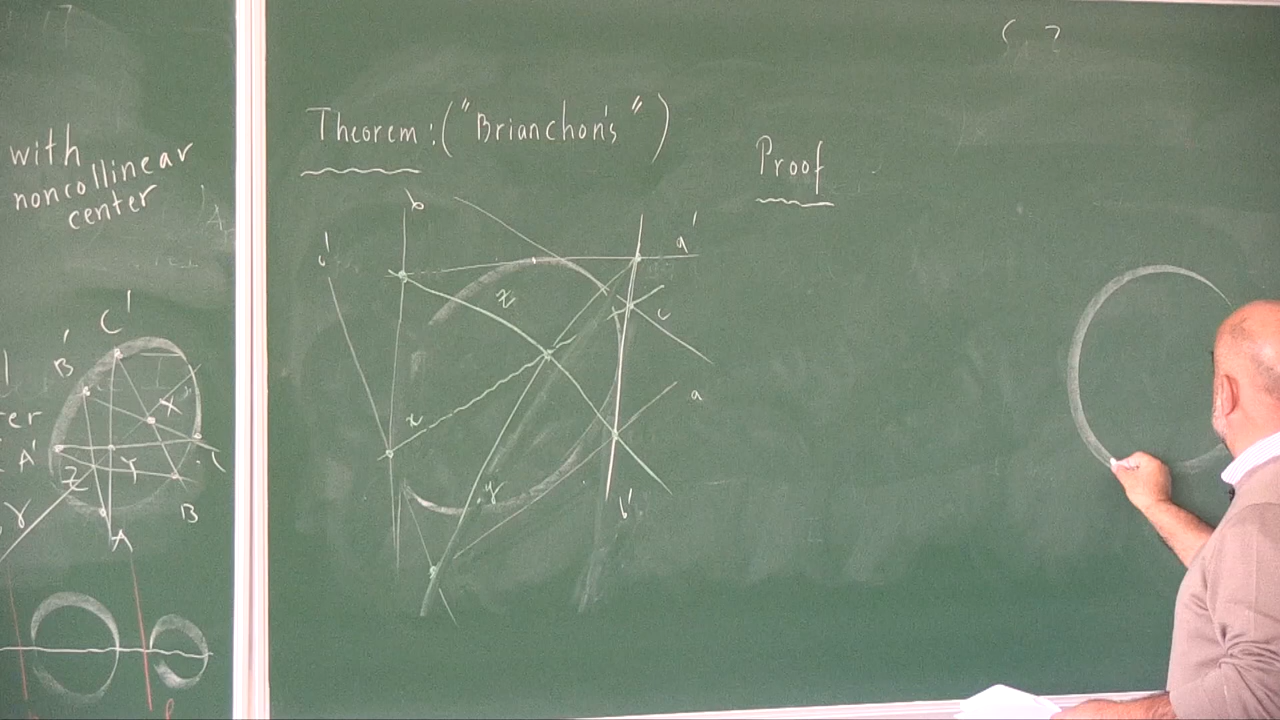 with
noncollinear
center
C'
B'
X
A'
Y
Z
B
A
Theorem: ("Brianchon's")
b
a'
z
c
x
a
y
b'
Proof